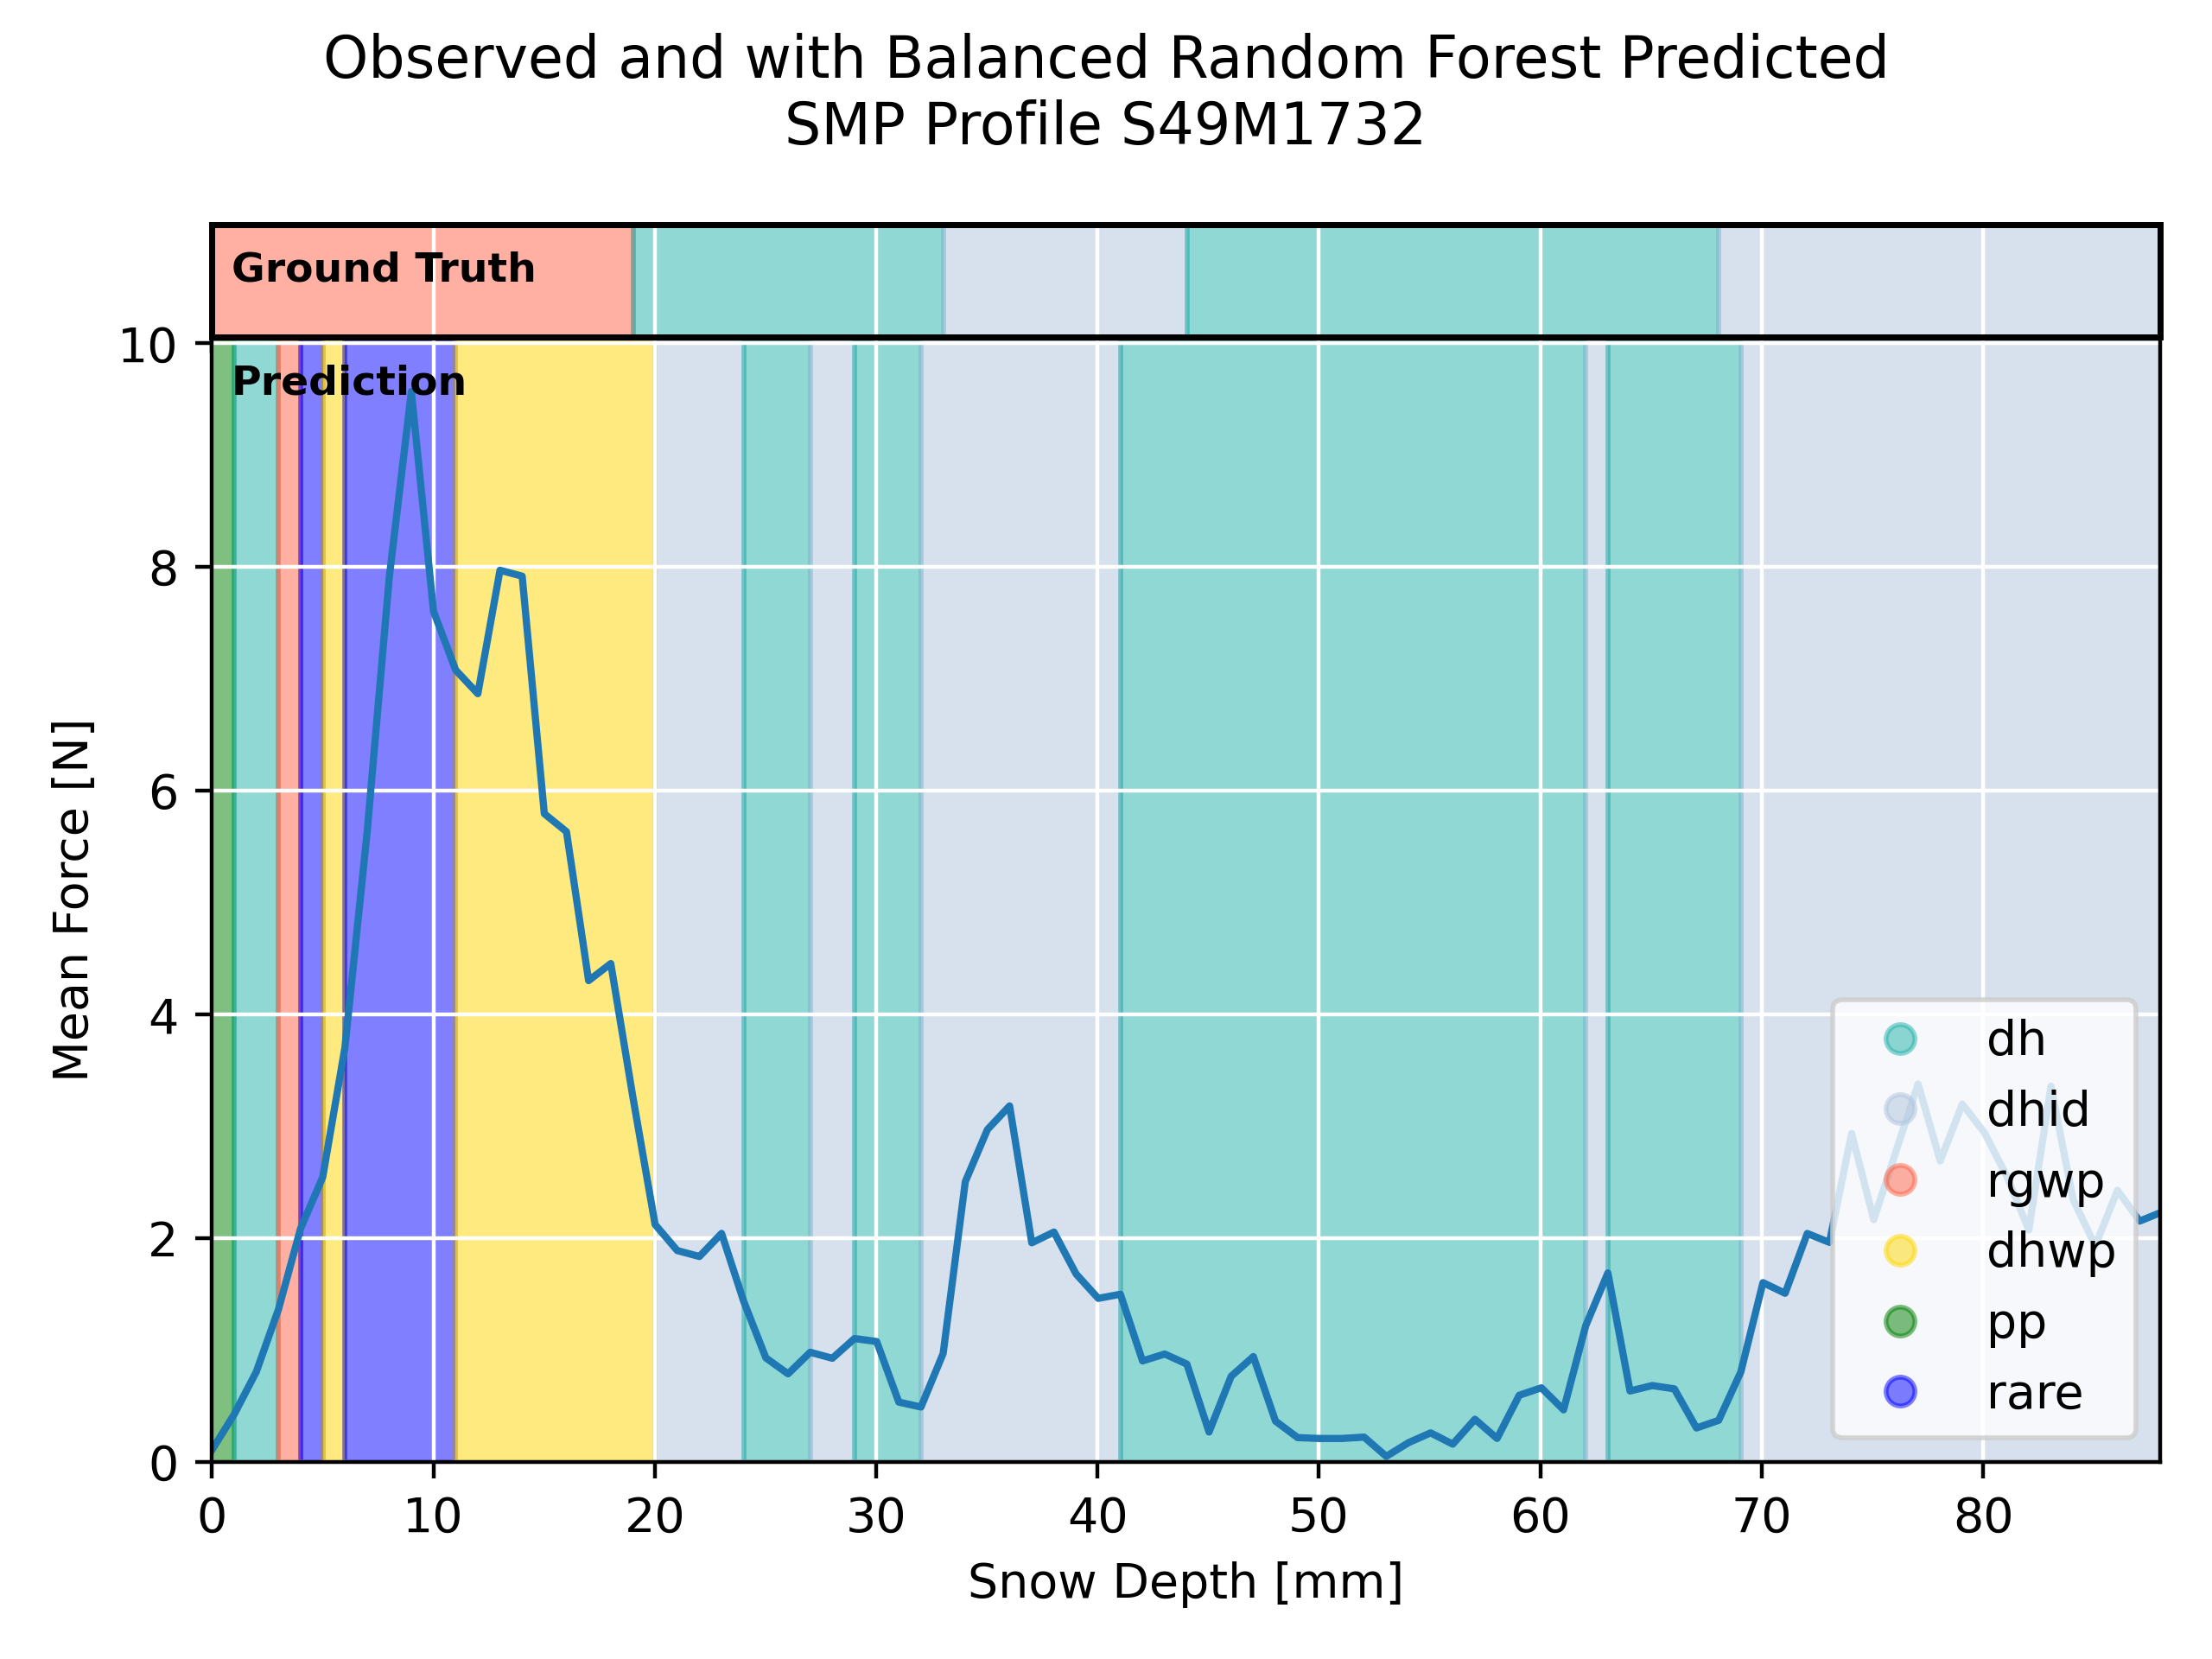 Observed and with Balanced Random Forest Predicted
SMP Profile S49M1732
Ground Truth
Prediction
10
8
6
4
2
0
Mean Force [N]
dh
dhid
rgwp
dhwp
pp
rare
0 10 20 30 40 50 60 70 80
Snow Depth [mm]